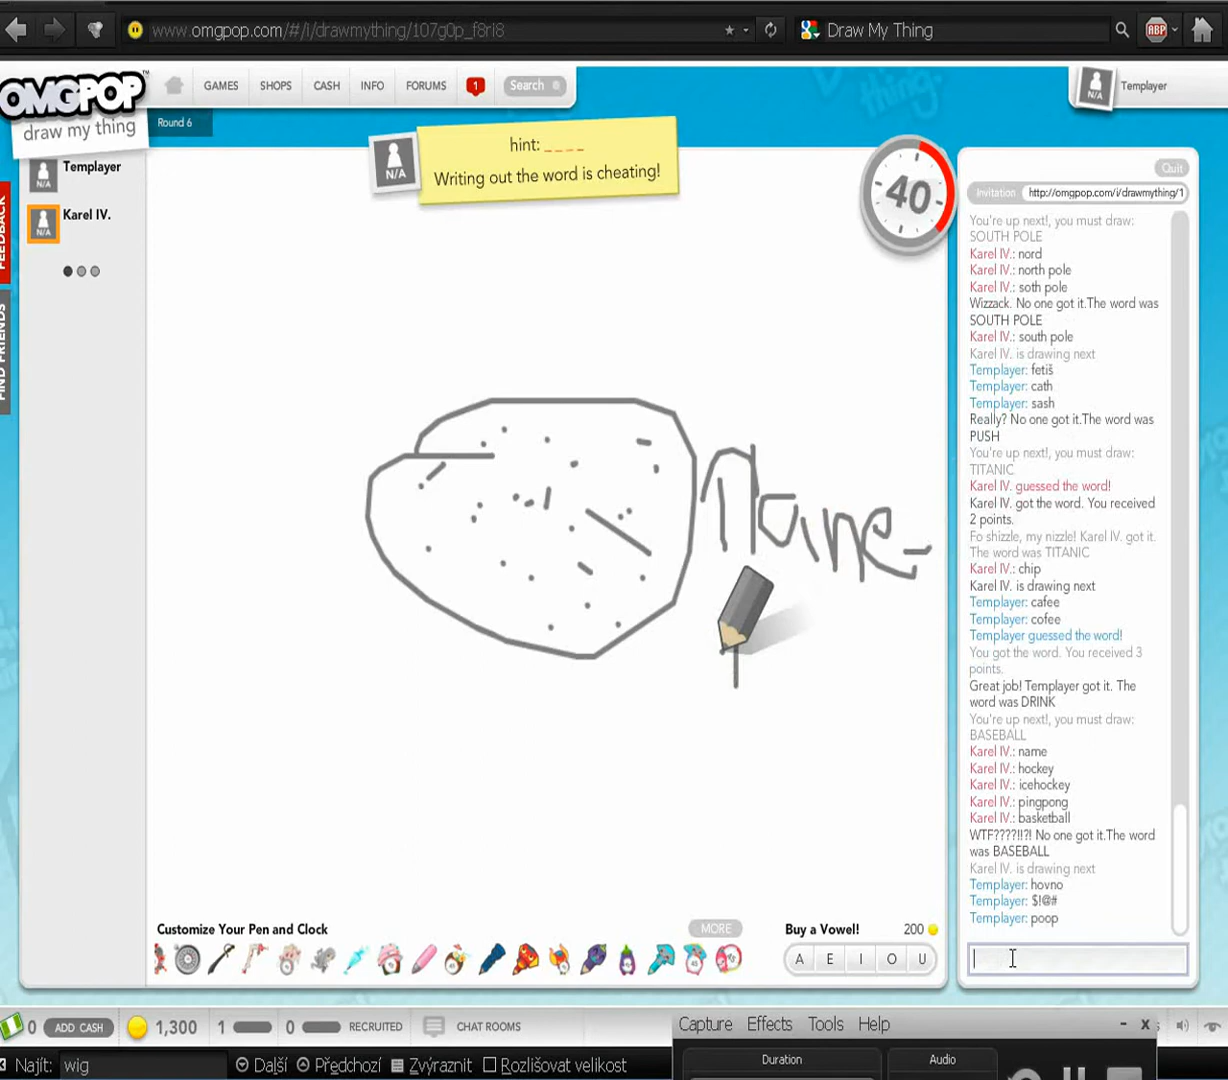 www.omgpop.com/#/i/drawmything/107g0p_f8ri8
Draw My Thing
ABP
OMGPOP
draw my thing
GAMES
SHOPS
CASH
INFO
FORUMS
1
Search
N/A
Templayer
Round 6
N/A
Templayer
N/A
Karel IV.
FEEDBACK
FIND FRIENDS
N/A
hint: _ _ _ _
Writing out the word is cheating!
40
thing
Quit
Invitation
http://omgpop.com/i/drawmything/1
You're up next!, you must draw:
SOUTH POLE
Karel IV.: nord
Karel IV.: north pole
Karel IV.: soth pole
Wizzack. No one got it.The word was
SOUTH POLE
Karel IV.: south pole
Karel IV. is drawing next
Templayer: fetiš
Templayer: cath
Templayer: sash
Really? No one got it.The word was
PUSH
You're up next!, you must draw:
TITANIC
Karel IV. guessed the word!
Karel IV. got the word. You received
2 points.
Fo shizzle, my nizzle! Karel IV. got it.
The word was TITANIC
Karel IV.: chip
Karel IV. is drawing next
Templayer: cafee
Templayer: cofee
Templayer guessed the word!
You got the word. You received 3
points.
Great job! Templayer got it. The
word was DRINK
You're up next!, you must draw:
BASEBALL
Karel IV.: name
Karel IV.: hockey
Karel IV.: icehockey
Karel IV.: pingpong
Karel IV.: basketball
WTF????!!?! No one got it.The word
was BASEBALL
Karel IV. is drawing next
Templayer: hovno
Templayer: $!@#
Templayer: poop
Customize Your Pen and Clock
MORE
Buy a Vowel!
200
A E I O U
0
ADD CASH
1,300
1
0
RECRUITED
CHAT ROOMS
Capture Effects Tools Help
Duration
Audio
Najít: wig
Další
Předchozí
Zvýraznit
Rozlišovat velikost